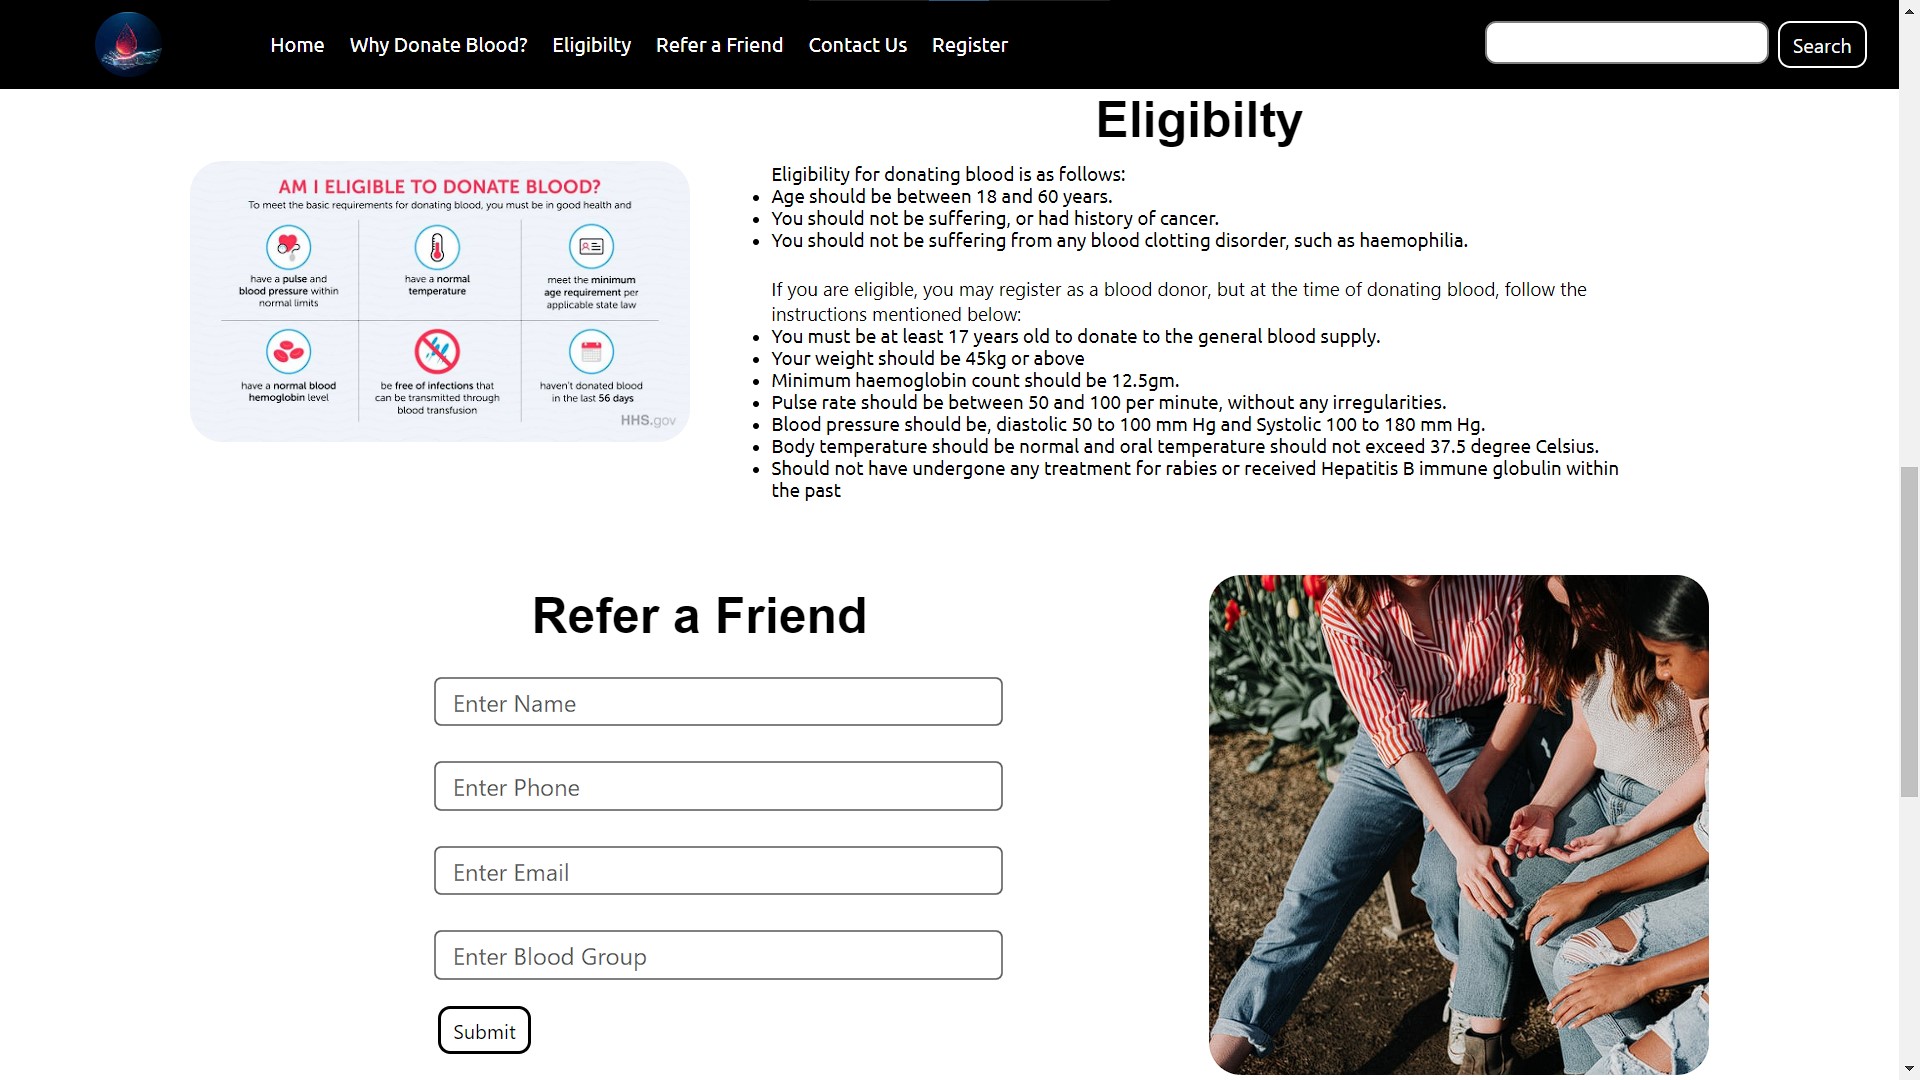 Home Why Donate Blood? Eligibilty Refer a Friend Contact Us Register Search
Eligibilty
AM I ELIGIBLE TO DONATE BLOOD?
To meet the basic requirements for donating blood, you must be in good health and
have a pulse and
blood pressure within
normal limits
have a normal
temperature
meet the minimum
age requirement per
applicable state law
have a normal blood
hemoglobin level
be free of infections that
can be transmitted through
blood transfusion
haven't donated blood
in the last 56 days
HHS.gov
Eligibility for donating blood is as follows:
Age should be between 18 and 60 years.
You should not be suffering, or had history of cancer.
You should not be suffering from any blood clotting disorder, such as haemophilia.
If you are eligible, you may register as a blood donor, but at the time of donating blood, follow the
instructions mentioned below:
You must be at least 17 years old to donate to the general blood supply.
Your weight should be 45kg or above
Minimum haemoglobin count should be 12.5gm.
Pulse rate should be between 50 and 100 per minute, without any irregularities.
Blood pressure should be, diastolic 50 to 100 mm Hg and Systolic 100 to 180 mm Hg.
Body temperature should be normal and oral temperature should not exceed 37.5 degree Celsius.
Should not have undergone any treatment for rabies or received Hepatitis B immune globulin within
the past
Refer a Friend
Enter Name
Enter Phone
Enter Email
Enter Blood Group
Submit